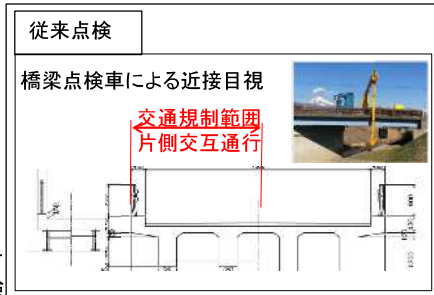 従来点検
橋梁点検車による近接目視
交通規制範囲
片側交互通行